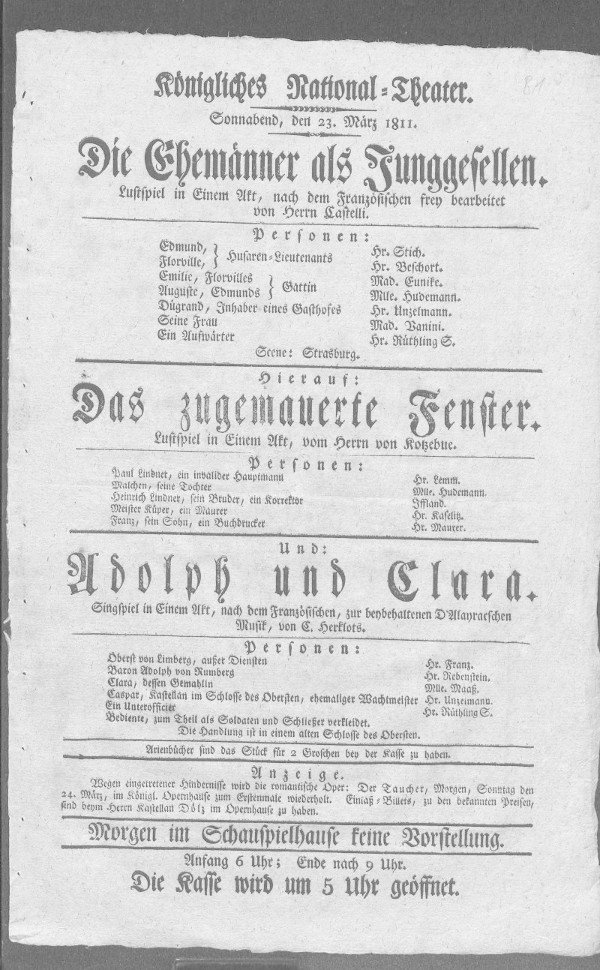 81
Königliches National-Theater.
Sonnabend, den 23. März 1811.
Die Ehemänner als Junggesellen.
Lustspiel in Einem Akt, nach dem Französischen frey bearbeitet
von Herrn Castelli.
Personen:
Edmund, } Husaren-Lieutenants Hr. Stich.
Florville, } Hr. Beschort.
Emilie, Florvilles } Gattin Mad. Eunike.
Auguste, Edmunds } Mlle. Hudemann.
Dügrand, Inhaber eines Gasthofes Hr. Unzelmann.
Seine Frau Mad. Vanini.
Ein Aufwärter Hr. Rüthling S.
Scene: Strasburg.
Hierauf:
Das zugemauerte Fenster.
Lustspiel in Einem Akt, vom Herrn von Kotzebue.
Personen:
Paul Lindner, ein invalider Hauptmann Hr. Lemm.
Malchen, seine Tochter Mlle. Hudemann.
Heinrich Lindner, sein Bruder, ein Korrektor Iffland.
Meister Küper, ein Maurer Hr. Kaselitz.
Franz, sein Sohn, ein Buchdrucker Hr. Maurer.
Und:
Adolph und Clara.
Singspiel in Einem Akt, nach dem Französischen, zur beybehaltenen D'Alayracschen
Musik, von C. Herklots.
Personen:
Oberst von Limberg, außer Diensten Hr. Franz.
Baron Adolph von Rumberg Hr. Rebenstein.
Clara, dessen Gemahlin Mlle. Maaß.
Caspar, Kastellan im Schlosse des Obersten, ehemaliger Wachtmeister Hr. Unzelmann.
Ein Unterofficier Hr. Rüthling S.
Bediente, zum Theil als Soldaten und Schließer verkleidet.
Die Handlung ist in einem alten Schlosse des Obersten.
Arienbücher sind das Stück für 2 Groschen bey der Kasse zu haben.
Anzeige.
Wegen eingetretener Hindernisse wird die romantische Oper: Der Taucher, Morgen, Sonntag den
24. März, im Königl. Opernhause zum Erstenmale wiederholt. Einlaß-Billets, zu den bekannten Preisen,
sind beym Herrn Kastellan Dölz im Opernhause zu haben.
Morgen im Schauspielhause keine Vorstellung.
Anfang 6 Uhr; Ende nach 9 Uhr.
Die Kasse wird um 5 Uhr geöffnet.